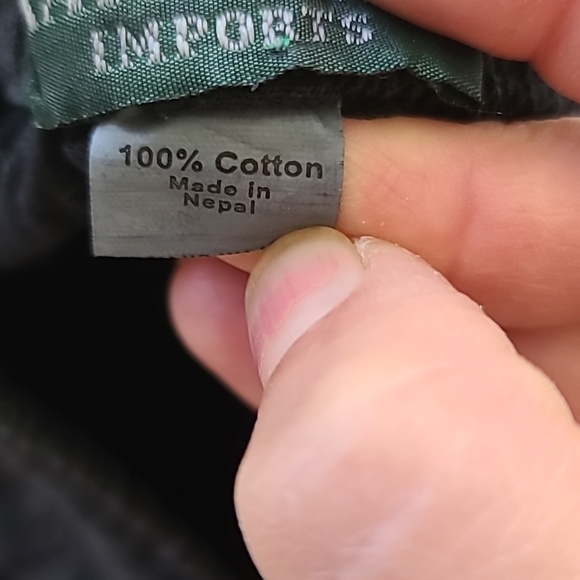 IMPORTS
100% Cotton
Made in
Nepal